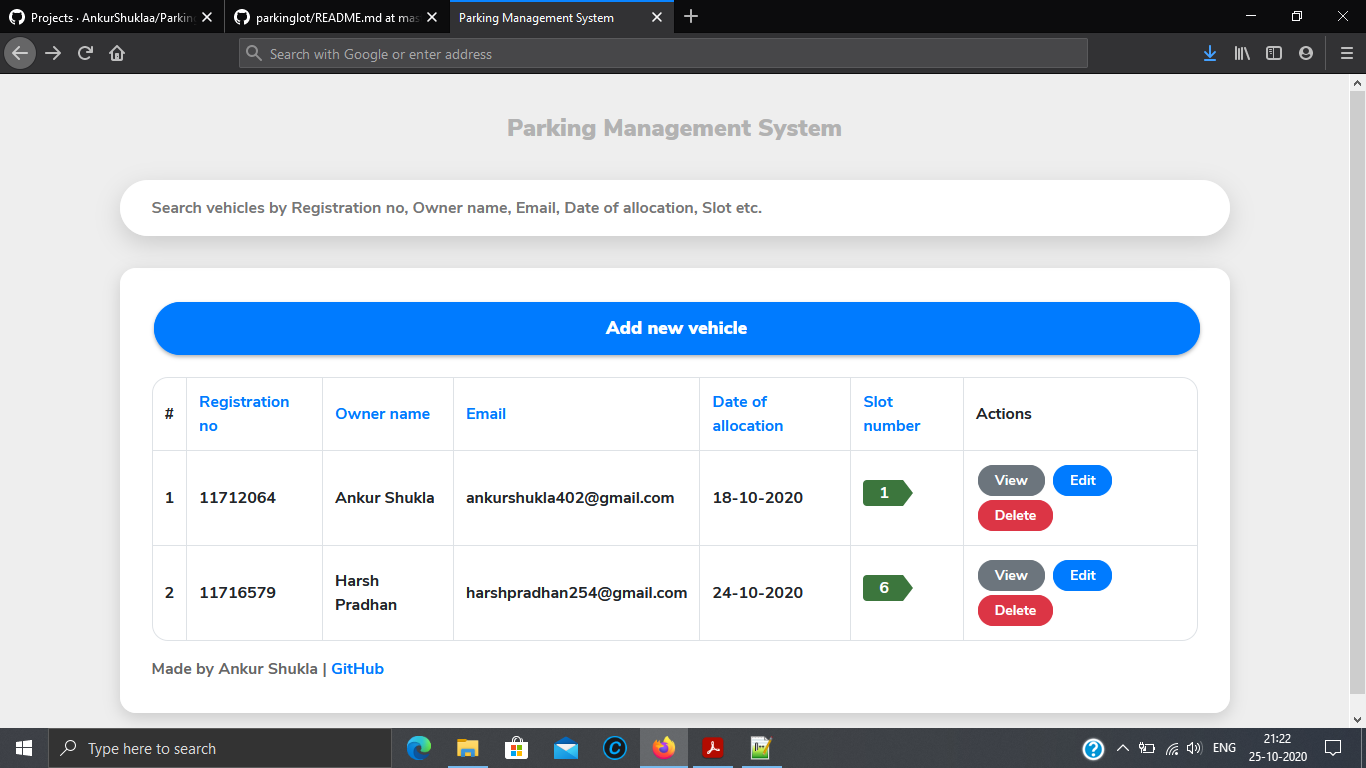 Projects · AnkurShuklaa/Parkin
parkinglot/README.md at mas
Parking Management System
Search with Google or enter address
Parking Management System
Search vehicles by Registration no, Owner name, Email, Date of allocation, Slot etc.
Add new vehicle
# Registration no Owner name Email Date of allocation Slot number Actions
1 11712064 Ankur Shukla ankurshukla402@gmail.com 18-10-2020 1 View Edit
Delete
2 11716579 Harsh Pradhan harshpradhan254@gmail.com 24-10-2020 6 View Edit
Delete
Made by Ankur Shukla | GitHub
Type here to search
ENG
21:22
25-10-2020